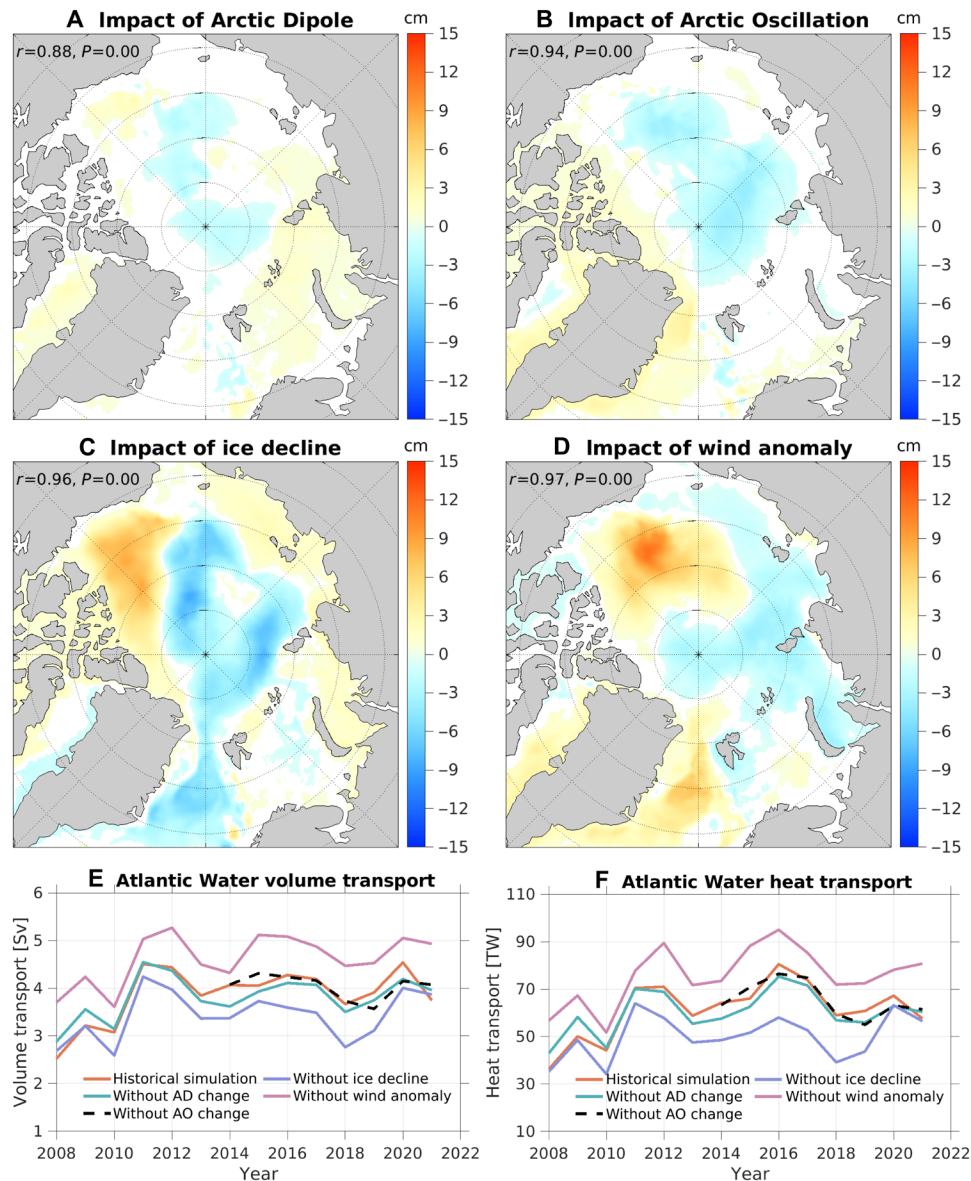 A Impact of Arctic Dipole
cm
r=0.88, P=0.00
15
12
9
6
3
0
−3
−6
−9
−12
−15
B Impact of Arctic Oscillation
cm
r=0.94, P=0.00
15
12
9
6
3
0
−3
−6
−9
−12
−15
C Impact of ice decline
cm
r=0.96, P=0.00
15
12
9
6
3
0
−3
−6
−9
−12
−15
D Impact of wind anomaly
cm
r=0.97, P=0.00
15
12
9
6
3
0
−3
−6
−9
−12
−15
E Atlantic Water volume transport
Volume transport [Sv]
6
5
4
3
2
1
Historical simulation
Without AD change
Without AO change
Without ice decline
Without wind anomaly
2008 2010 2012 2014 2016 2018 2020 2022
Year
F Atlantic Water heat transport
Heat transport [TW]
110
90
70
50
30
10
Historical simulation
Without AD change
Without AO change
Without ice decline
Without wind anomaly
2008 2010 2012 2014 2016 2018 2020 2022
Year